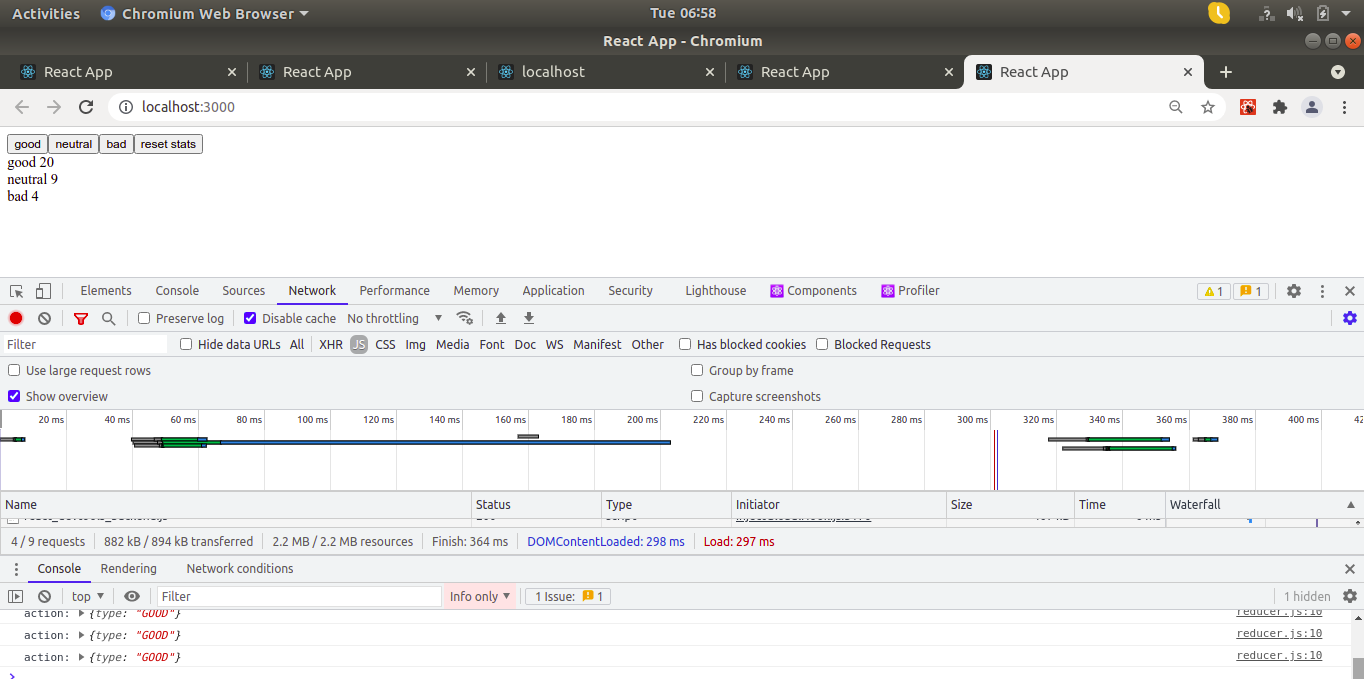 Activities Chromium Web Browser Tue 06:58
React App - Chromium
React App React App localhost React App React App
localhost:3000
good neutral bad reset stats
good 20
neutral 9
bad 4
Elements Console Sources Network Performance Memory Application Security Lighthouse Components Profiler 1 1
Preserve log Disable cache No throttling
Filter Hide data URLs All XHR JS CSS Img Media Font Doc WS Manifest Other Has blocked cookies Blocked Requests
Use large request rows Group by frame
Show overview Capture screenshots
20 ms 40 ms 60 ms 80 ms 100 ms 120 ms 140 ms 160 ms 180 ms 200 ms 220 ms 240 ms 260 ms 280 ms 300 ms 320 ms 340 ms 360 ms 380 ms 400 ms 42
Name Status Type Initiator Size Time Waterfall
4 / 9 requests 882 kB / 894 kB transferred 2.2 MB / 2.2 MB resources Finish: 364 ms DOMContentLoaded: 298 ms Load: 297 ms
Console Rendering Network conditions
top Filter Info only 1 Issue: 1 1 hidden
action: {type: "GOOD"} reducer.js:10
action: {type: "GOOD"} reducer.js:10
action: {type: "GOOD"} reducer.js:10